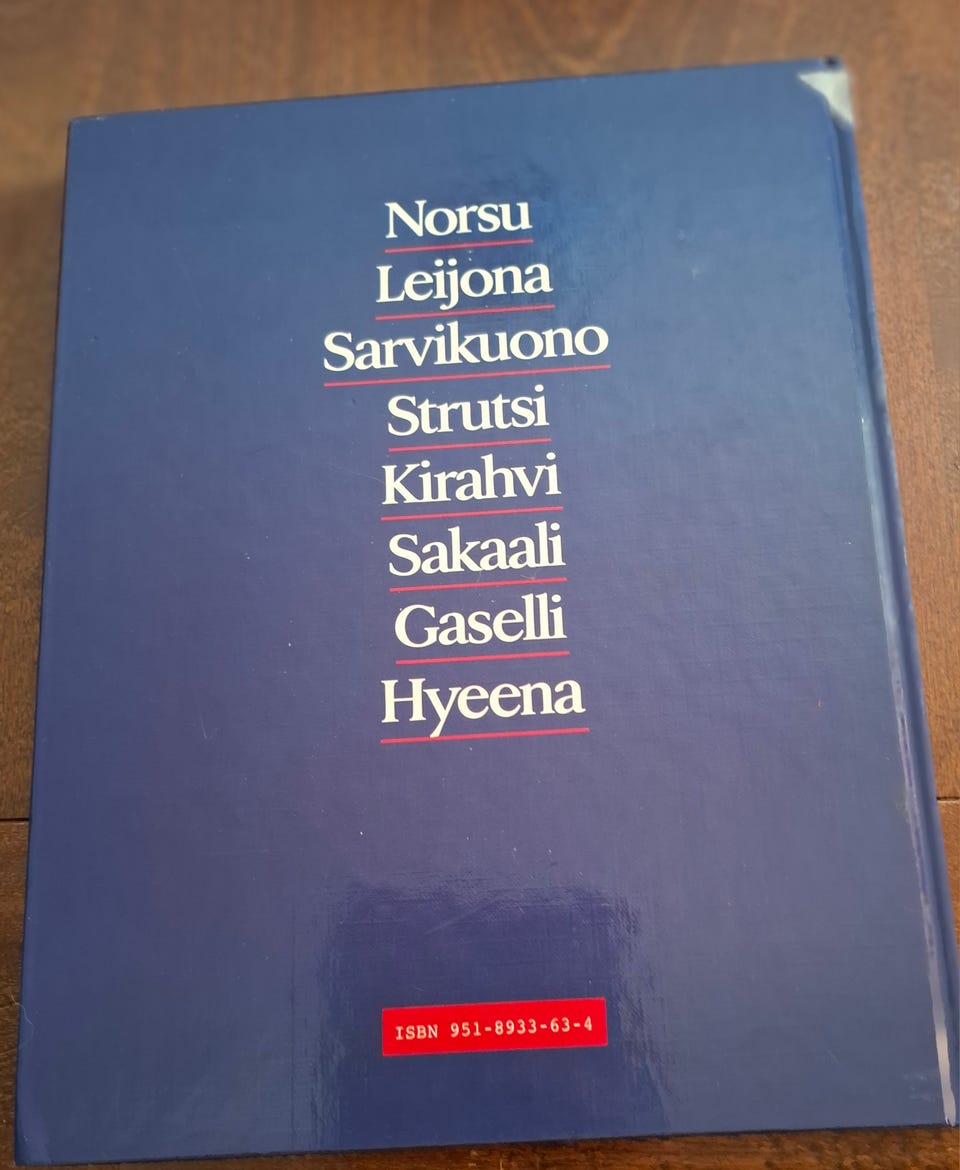 Norsu
Leijona
Sarvikuono
Strutsi
Kirahvi
Sakaali
Gaselli
Hyeena
ISBN 951-8933-63-4